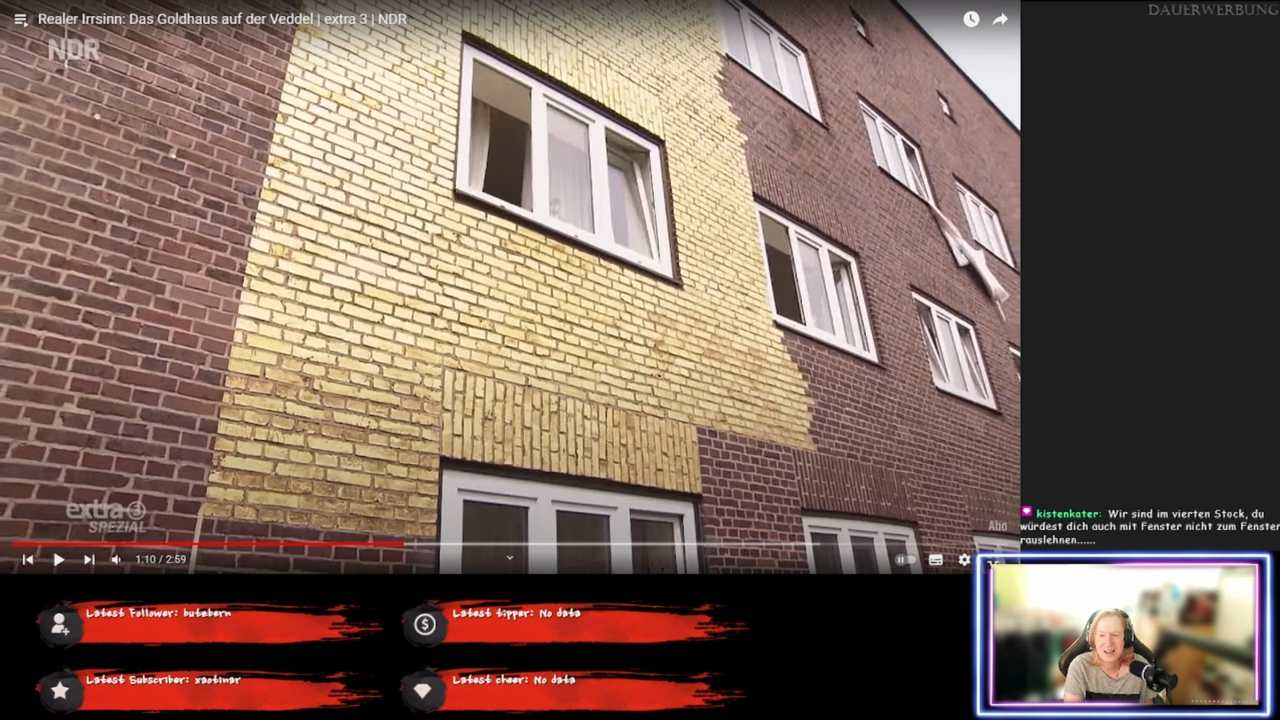 Realer Irrsinn: Das Goldhaus auf der Veddel | extra 3 | NDR
DAUERWERBUNG
NDR
extra 3
SPEZIAL
Abo
1:10 / 2:59
kistenkater: Wir sind im vierten Stock, du
würdest dich auch mit Fenster nicht zum Fenster
rauslehnen......
Latest Follower: butebern
Latest tipper: No data
Latest Subscriber: xaotinar
Latest cheer: No data